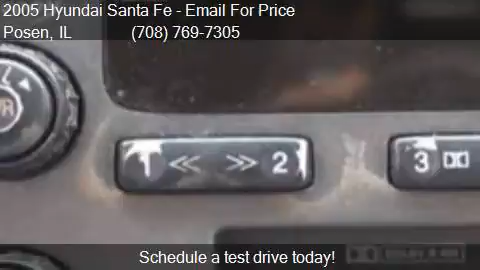 2005 Hyundai Santa Fe - Email For Price
Posen, IL (708) 769-7305
1 << >> 2 3
Schedule a test drive today!